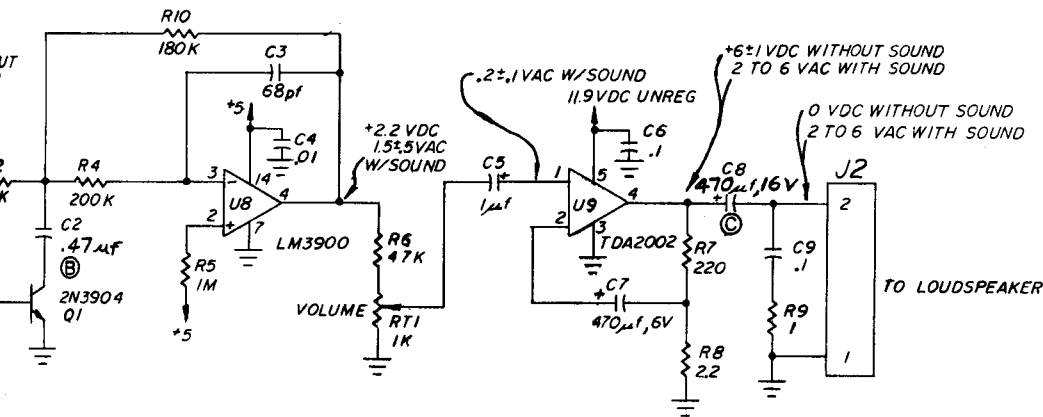 R10
180K
C3
68pf
+5
C4
.01
+2.2 VDC
1.5±.5VAC
W/SOUND
R4
200K
C2
.47µf
B
2N3904
Q1
3
-
14
U8
4
2
+
7
LM3900
R5
1M
+5
R6
47K
VOLUME
RT1
1K
.2±.1VAC W/SOUND
11.9VDC UNREG
C6
.1
C5
+
1µf
1
5
U9
4
2
3
TDA2002
C7
+
470µf,6V
+6±1 VDC WITHOUT SOUND
2 TO 6 VAC WITH SOUND
0 VDC WITHOUT SOUND
2 TO 6 VAC WITH SOUND
C8
470µf,16V
+
C
R7
220
R8
2.2
C9
.1
R9
1
J2
2
1
TO LOUDSPEAKER